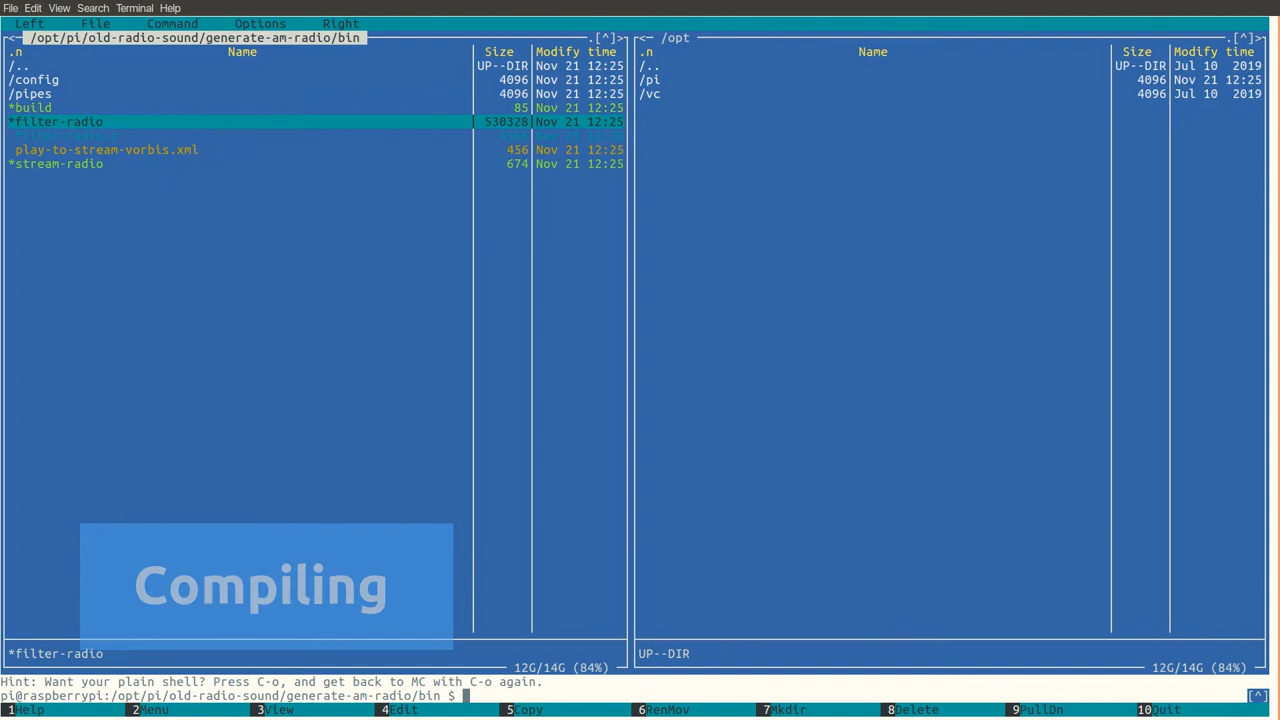 File Edit View Search Terminal Help
Left File Command Options Right
<─ /opt/pi/old-radio-sound/generate-am-radio/bin ─.[^]>
.n Name Size Modify time
/.. UP--DIR Nov 21 12:25
/config 4096 Nov 21 12:25
/pipes 4096 Nov 21 12:25
*build 85 Nov 21 12:25
*filter-radio 530328 Nov 21 12:25
filter-radio.c Nov 21 12:25
play-to-stream-vorbis.xml 456 Nov 21 12:25
*stream-radio 674 Nov 21 12:25
*filter-radio
12G/14G (84%)
<─ /opt ─.[^]>
.n Name Size Modify time
/.. UP--DIR Jul 10 2019
/pi 4096 Nov 21 12:25
/vc 4096 Jul 10 2019
UP--DIR
12G/14G (84%)
Compiling
Hint: Want your plain shell? Press C-o, and get back to MC with C-o again.
pi@raspberrypi:/opt/pi/old-radio-sound/generate-am-radio/bin $ [^]
1Help 2Menu 3View 4Edit 5Copy 6RenMov 7Mkdir 8Delete 9PullDn 10Quit